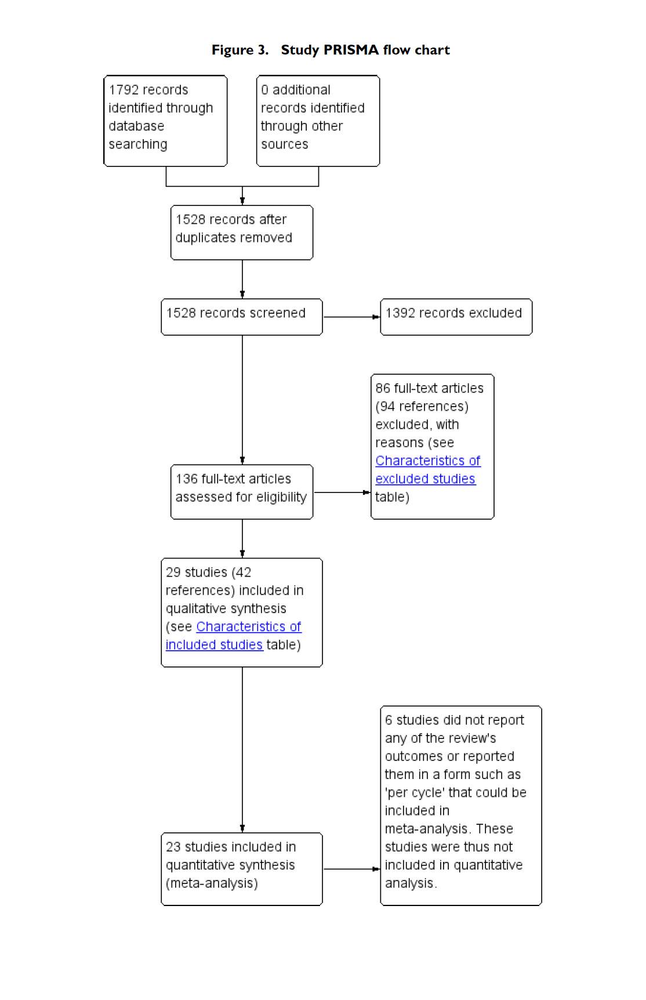 Figure 3. Study PRISMA flow chart
1792 records
identified through
database
searching
0 additional
records identified
through other
sources
1528 records after
duplicates removed
1528 records screened
1392 records excluded
86 full-text articles
(94 references)
excluded, with
reasons (see
Characteristics of
excluded studies
table)
136 full-text articles
assessed for eligibility
29 studies (42
references) included in
qualitative synthesis
(see Characteristics of
included studies table)
6 studies did not report
any of the review's
outcomes or reported
them in a form such as
'per cycle' that could be
included in
meta-analysis. These
studies were thus not
included in quantitative
analysis.
23 studies included in
quantitative synthesis
(meta-analysis)